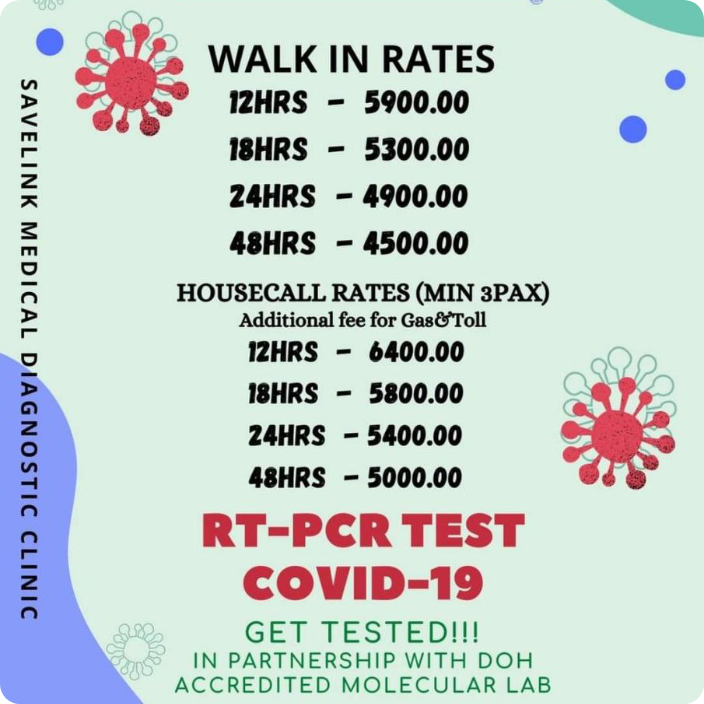 WALK IN RATES
12HRS - 5900.00
18HRS - 5300.00
24HRS - 4900.00
48HRS - 4500.00
HOUSECALL RATES (MIN 3PAX)
Additional fee for Gas&Toll
12HRS - 6400.00
18HRS - 5800.00
24HRS - 5400.00
48HRS - 5000.00
RT-PCR TEST
COVID-19
GET TESTED!!!
IN PARTNERSHIP WITH DOH
ACCREDITED MOLECULAR LAB
SAVELINK MEDICAL DIAGNOSTIC CLINIC